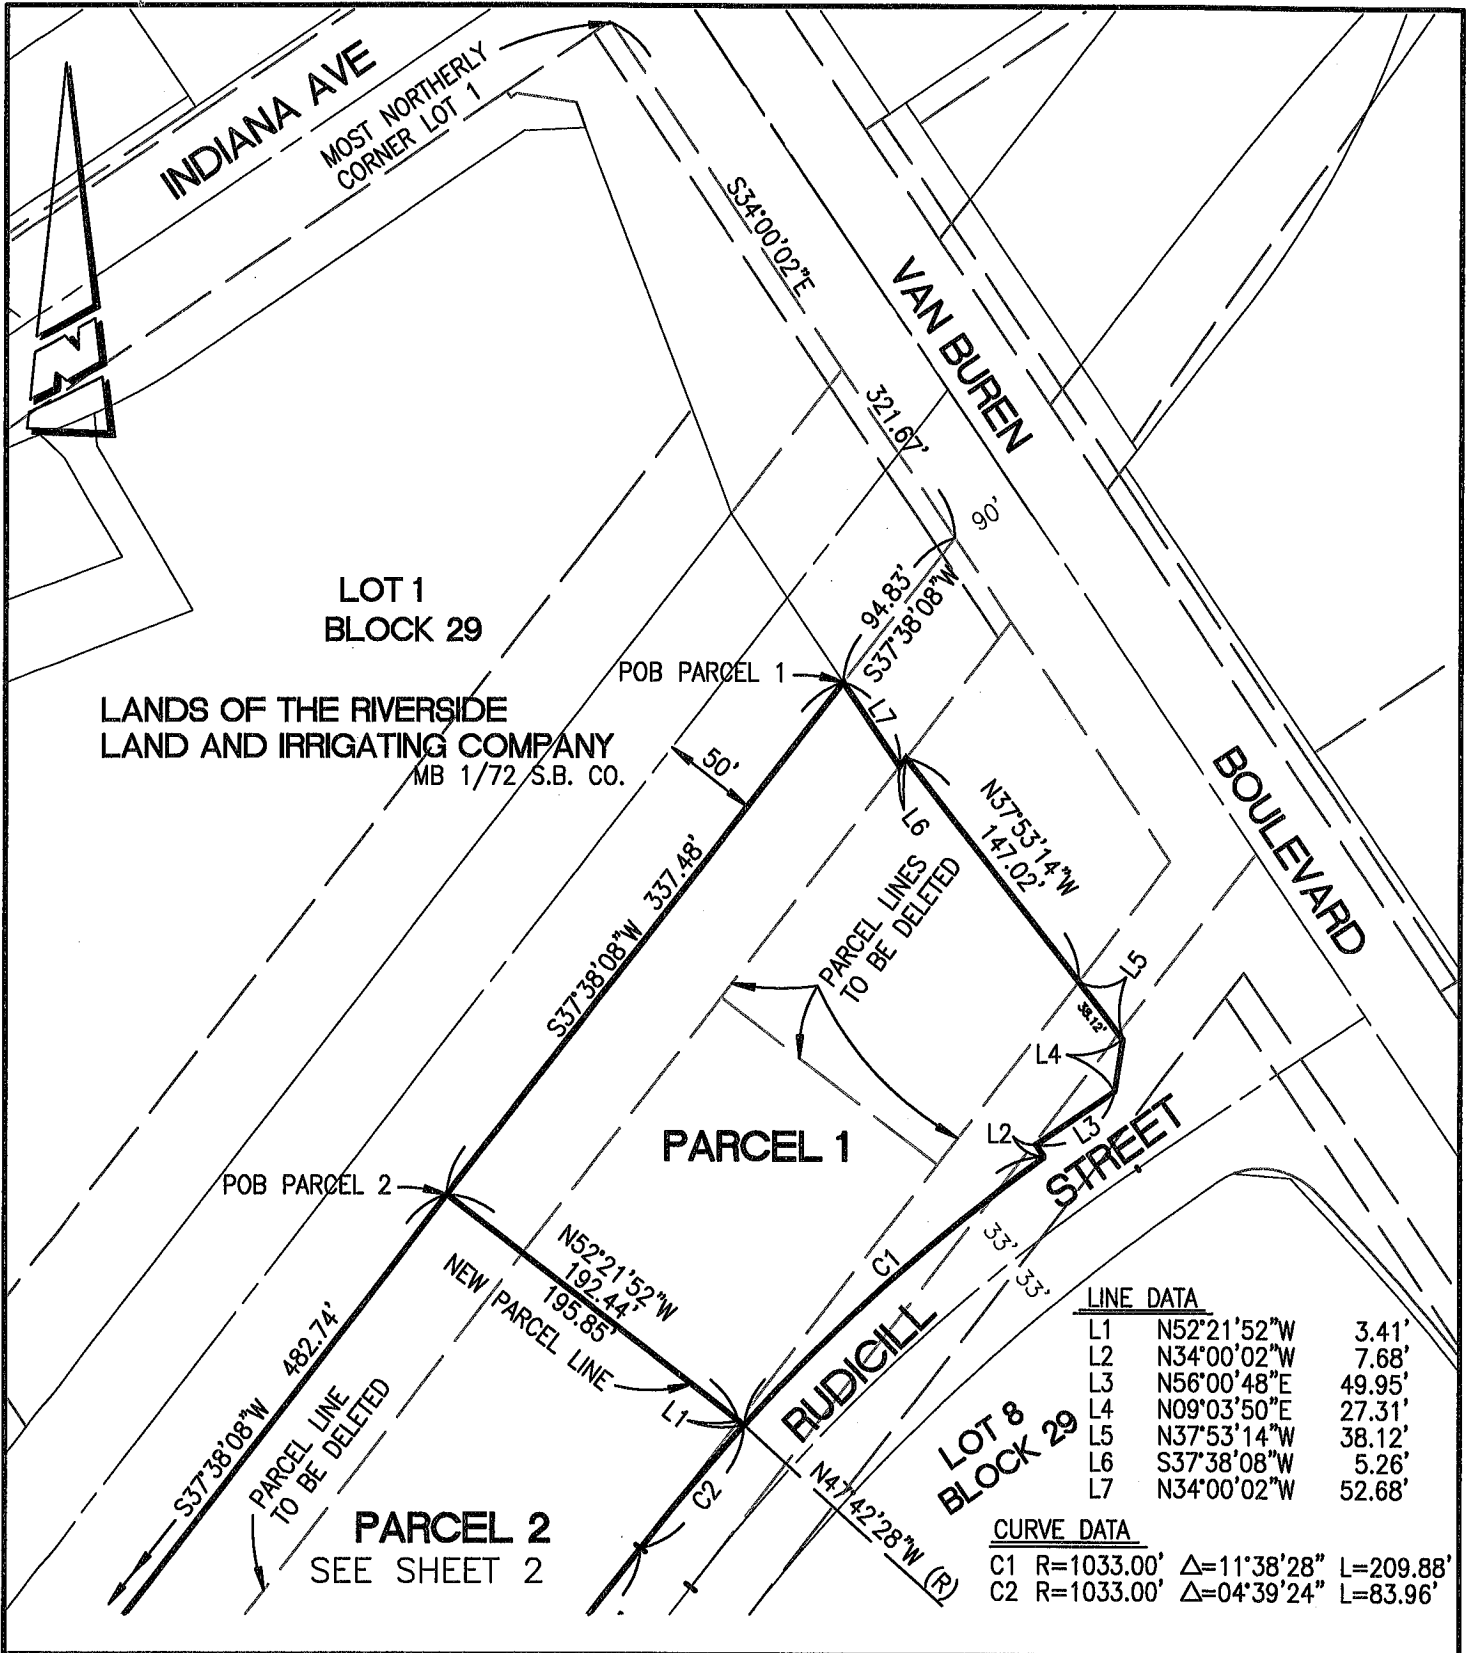 INDIANA AVE
MOST NORTHERLY
CORNER LOT 1
S34°00'02"E
321.67'
VAN BUREN
BOULEVARD
90'
94.83'
S37°38'08"W
LOT 1
BLOCK 29
LANDS OF THE RIVERSIDE
LAND AND IRRIGATING COMPANY
MB 1/72 S.B. CO.
POB PARCEL 1
L7
50'
L6
N37°53'14"W
147.02'
S37°38'08"W 337.48'
PARCEL LINES
TO BE DELETED
L5
38.12'
L4
L3
L2
PARCEL 1
STREET
POB PARCEL 2
N52°21'52"W
192.44'
195.85'
NEW PARCEL LINE
C1
33'
33'
RUDICILL
L1
S37°38'08"W 482.74'
PARCEL LINE
TO BE DELETED
C2
LOT 8
BLOCK 29
N47°42'28"W (R)
PARCEL 2
SEE SHEET 2
LINE DATA
L1 N52°21'52"W 3.41'
L2 N34°00'02"W 7.68'
L3 N56°00'48"E 49.95'
L4 N09°03'50"E 27.31'
L5 N37°53'14"W 38.12'
L6 S37°38'08"W 5.26'
L7 N34°00'02"W 52.68'
CURVE DATA
C1 R=1033.00' Δ=11°38'28" L=209.88'
C2 R=1033.00' Δ=04°39'24" L=83.96'